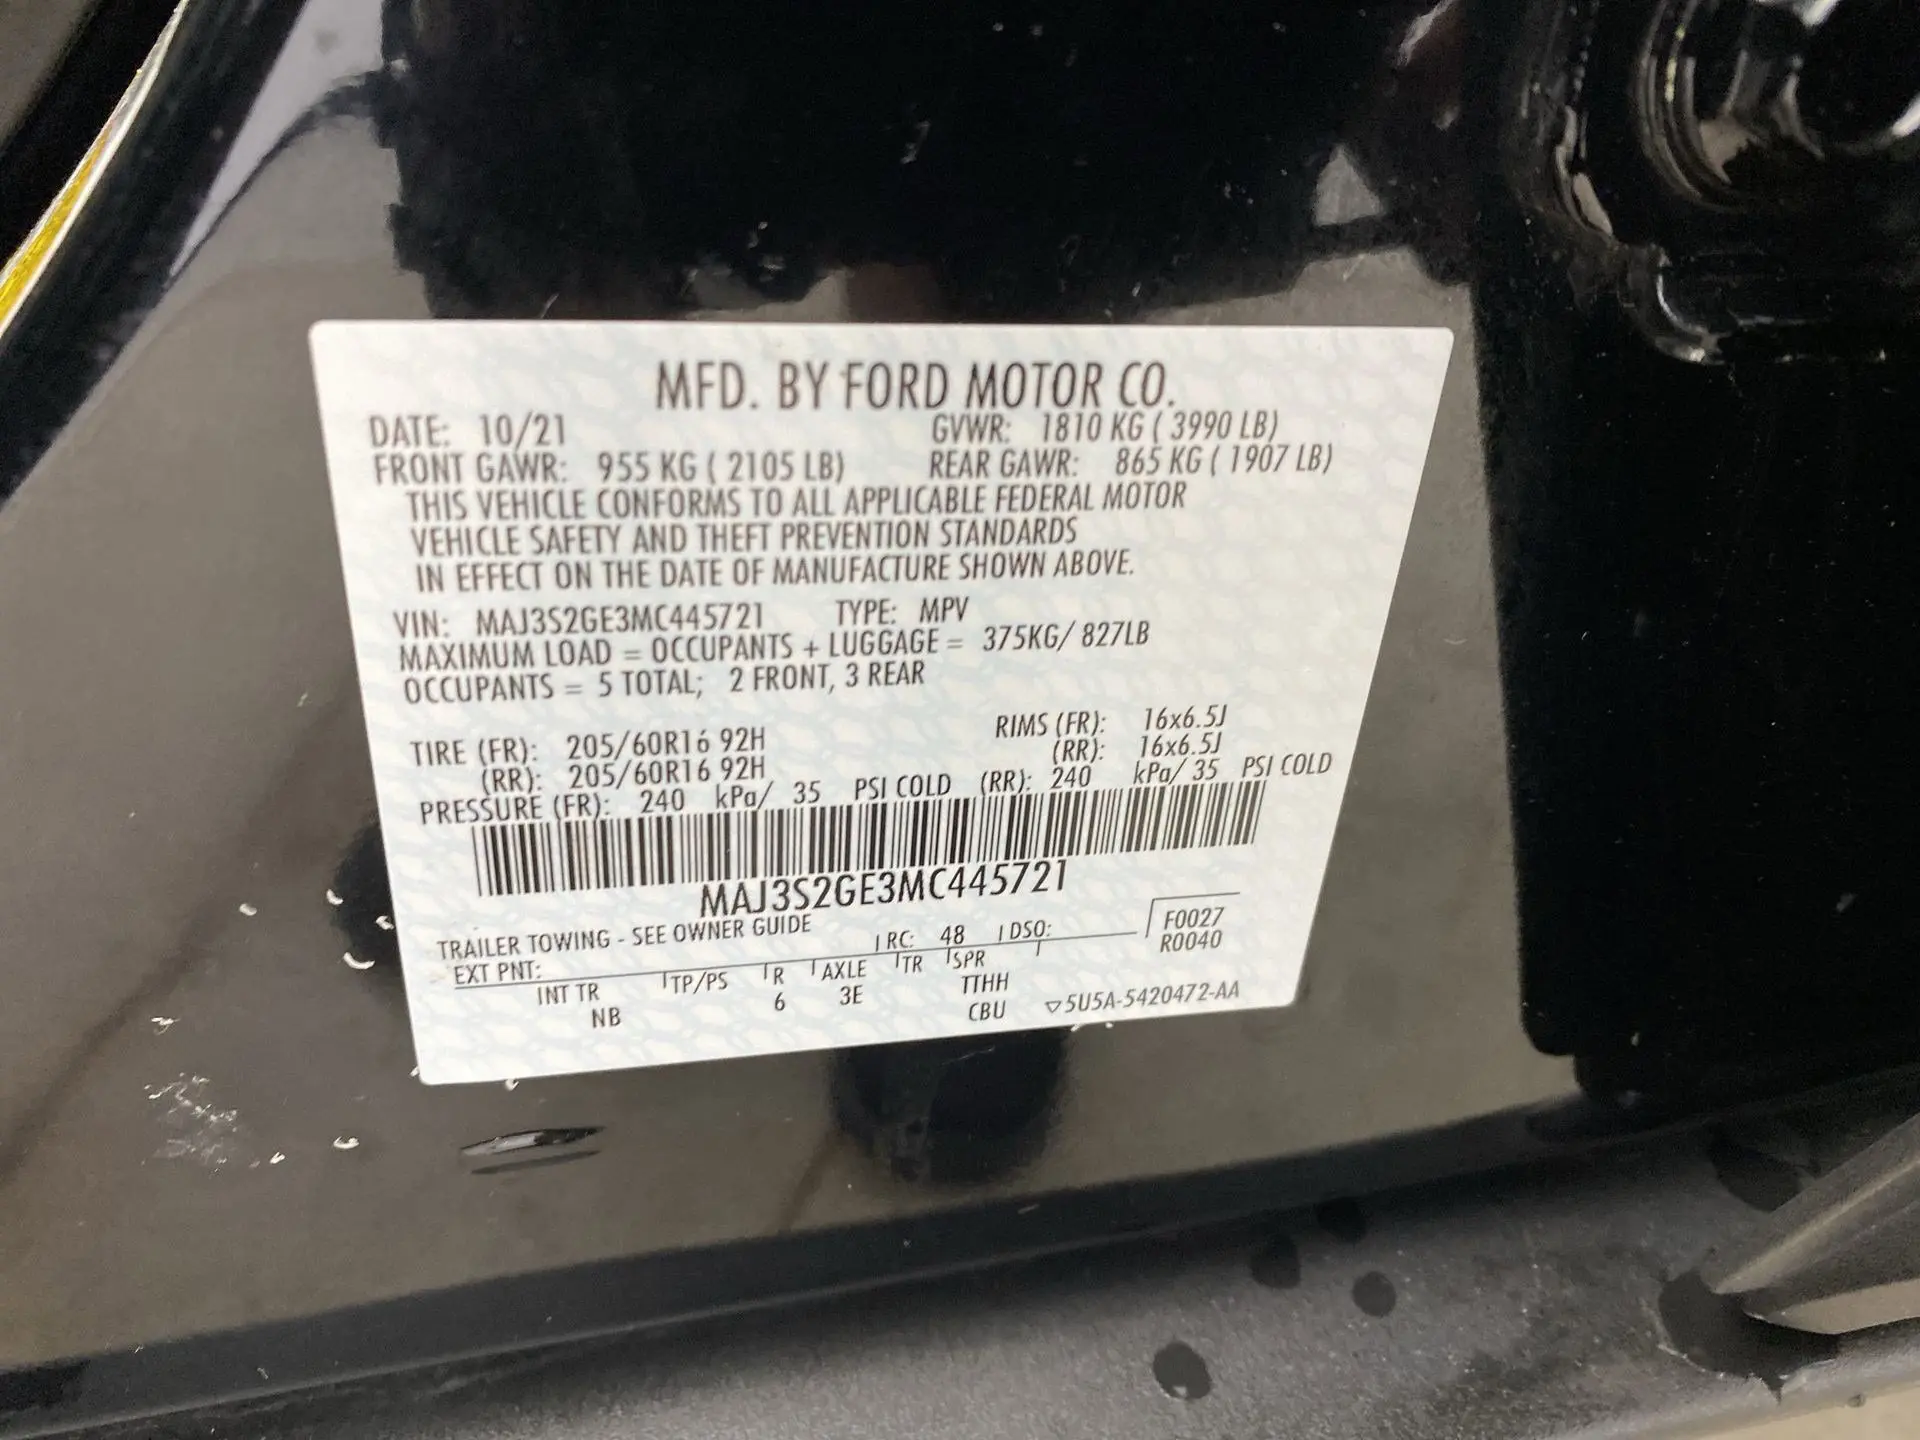 MFD. BY FORD MOTOR CO.
DATE: 10/21 GVWR: 1810 KG ( 3990 LB)
FRONT GAWR: 955 KG ( 2105 LB) REAR GAWR: 865 KG ( 1907 LB)
THIS VEHICLE CONFORMS TO ALL APPLICABLE FEDERAL MOTOR
VEHICLE SAFETY AND THEFT PREVENTION STANDARDS
IN EFFECT ON THE DATE OF MANUFACTURE SHOWN ABOVE.
VIN: MAJ3S2GE3MC445721 TYPE: MPV
MAXIMUM LOAD = OCCUPANTS + LUGGAGE = 375KG/ 827LB
OCCUPANTS = 5 TOTAL; 2 FRONT, 3 REAR
TIRE (FR): 205/60R16 92H RIMS (FR): 16x6.5J
(RR): 205/60R16 92H (RR): 16x6.5J
PRESSURE (FR): 240 kPa/ 35 PSI COLD (RR): 240 kPa/ 35 PSI COLD
MAJ3S2GE3MC445721
TRAILER TOWING - SEE OWNER GUIDE
EXT PNT: RC: 48 DSO: F0027
R0040
INT TR TP/PS R AXLE TR SPR
NB 6 3E TTHH
CBU ▽5U5A-5420472-AA